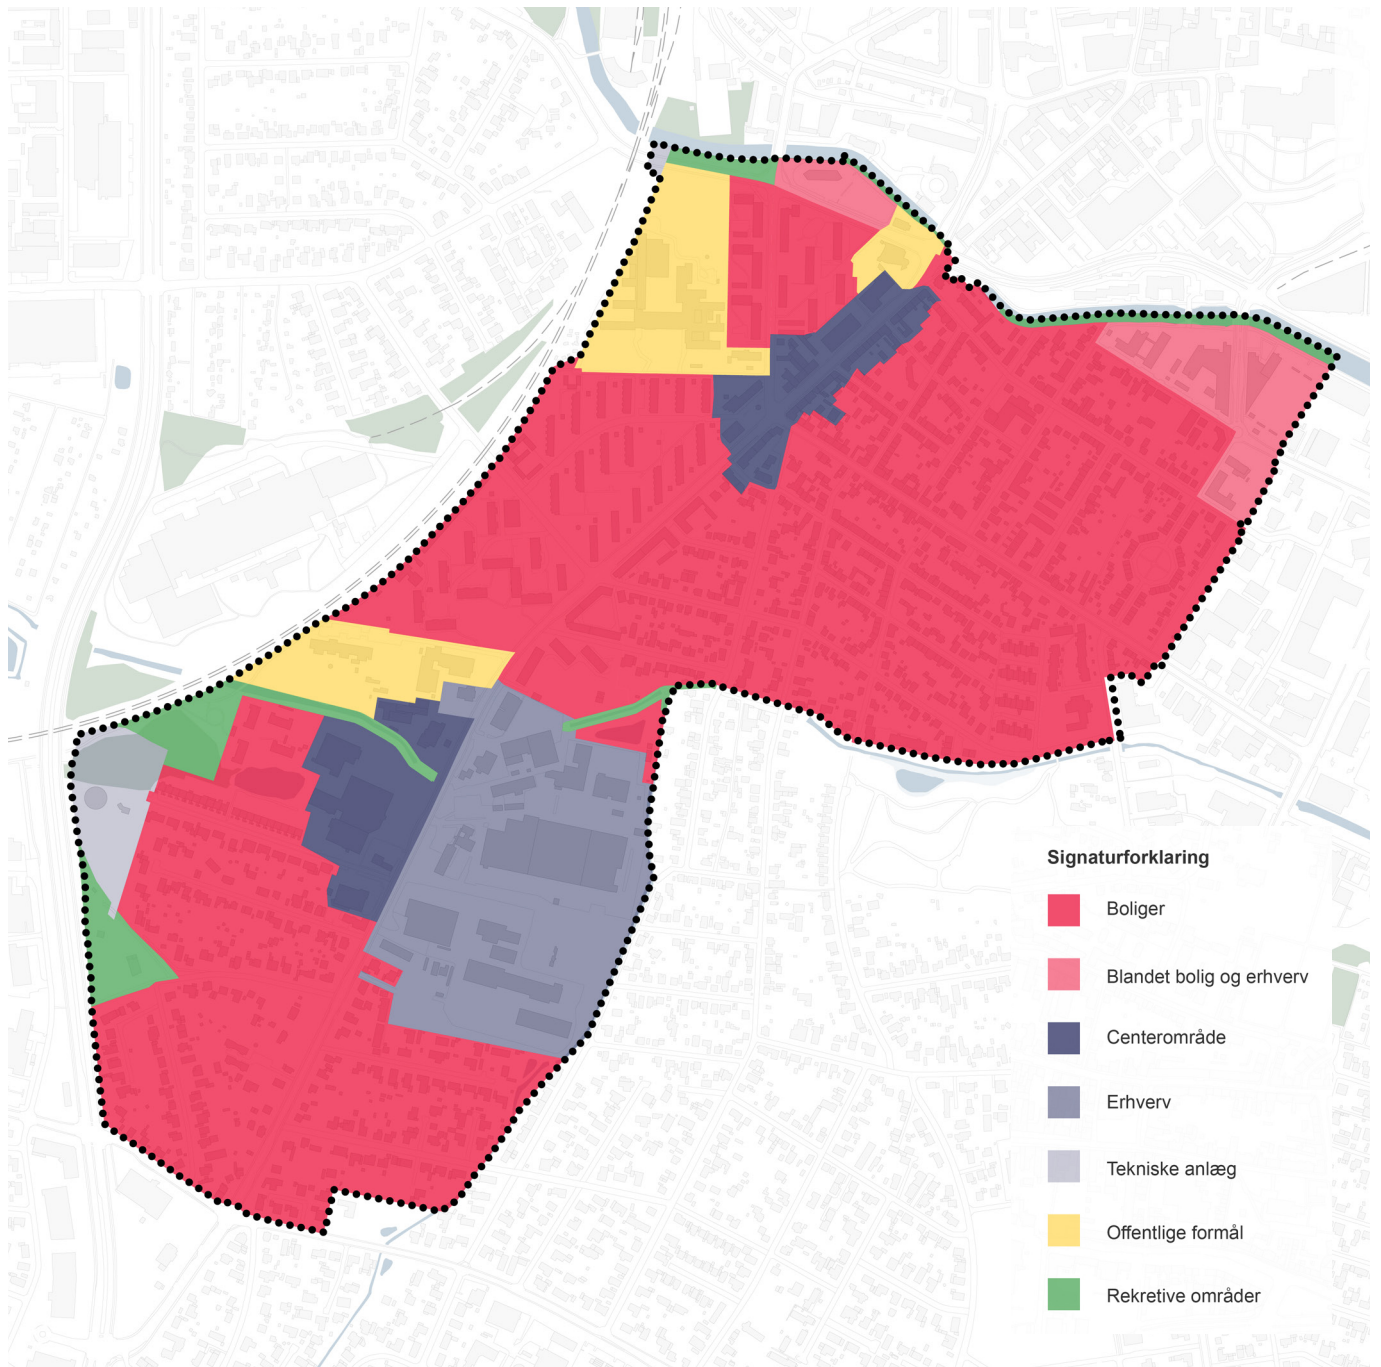 Signaturforklaring
Boliger
Blandet bolig og erhverv
Centerområde
Erhverv
Tekniske anlæg
Offentlige formål
Rekretive områder